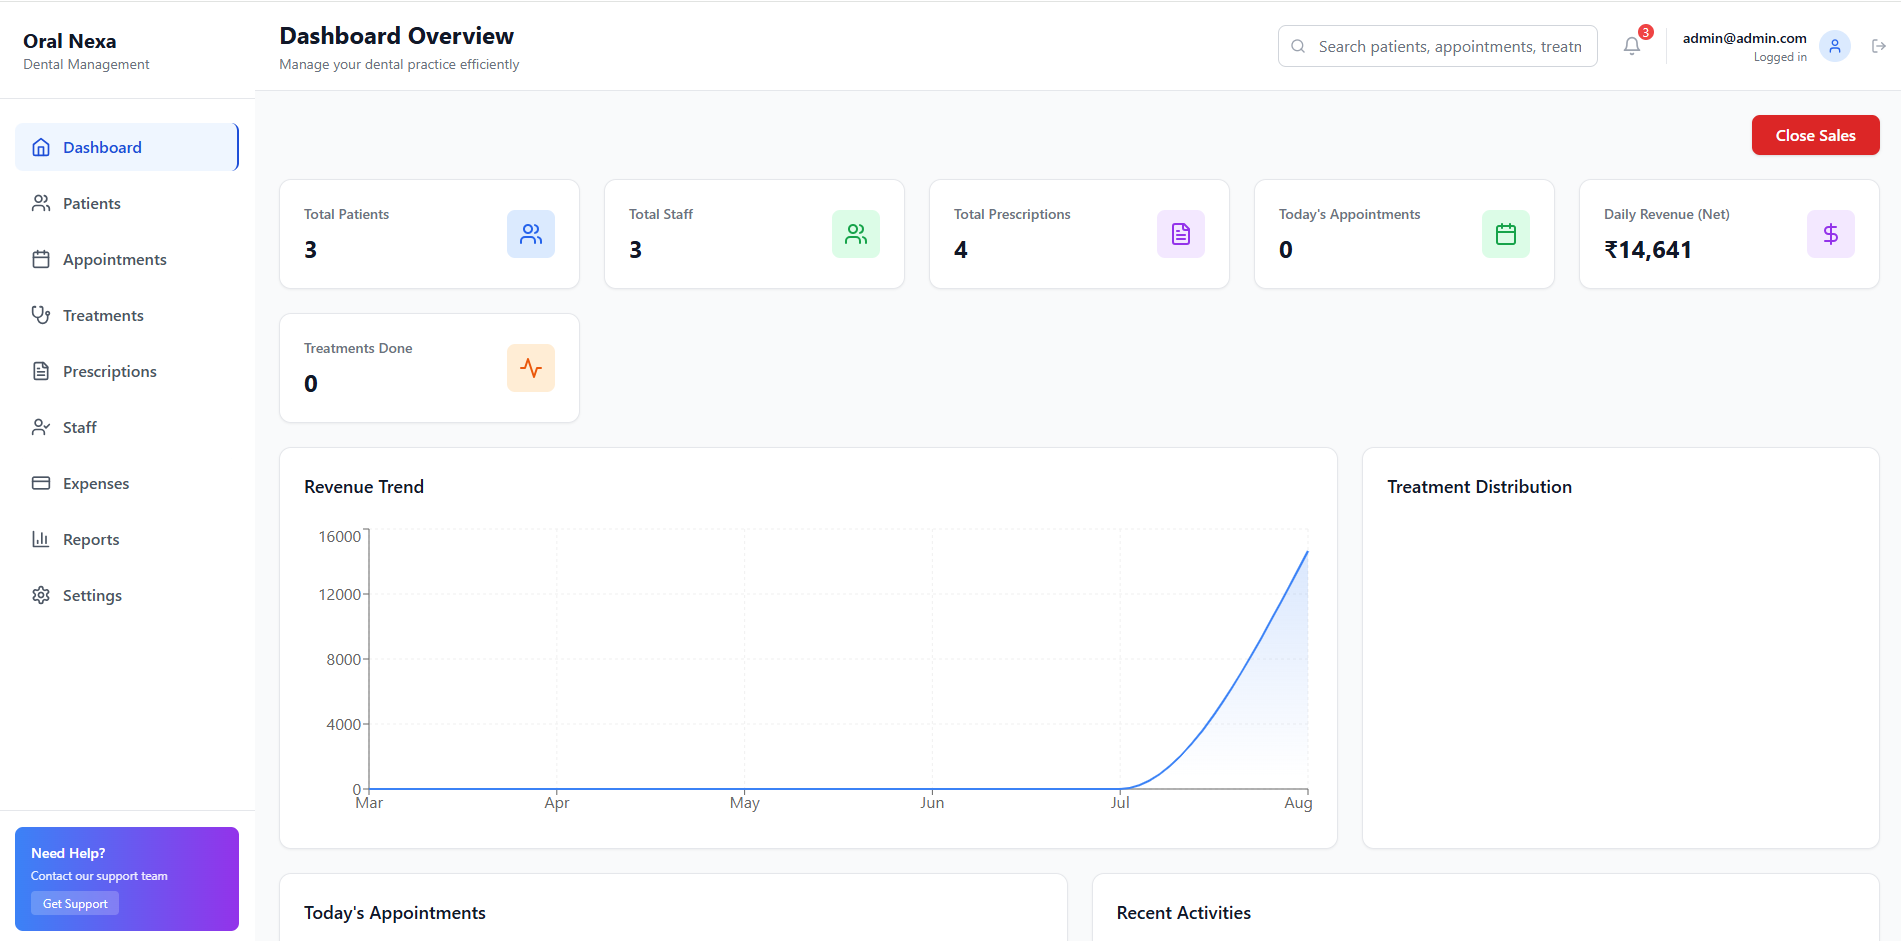 Oral Nexa
Dental Management
Dashboard Overview
Manage your dental practice efficiently
Search patients, appointments, treatn
3
admin@admin.com
Logged in
Dashboard
Patients
Appointments
Treatments
Prescriptions
Staff
Expenses
Reports
Settings
Need Help?
Contact our support team
Get Support
Close Sales
Total Patients
3
Total Staff
3
Total Prescriptions
4
Today's Appointments
0
Daily Revenue (Net)
₹14,641
Treatments Done
0
Revenue Trend
16000
12000
8000
4000
0
Mar Apr May Jun Jul Aug
Treatment Distribution
Today's Appointments
Recent Activities